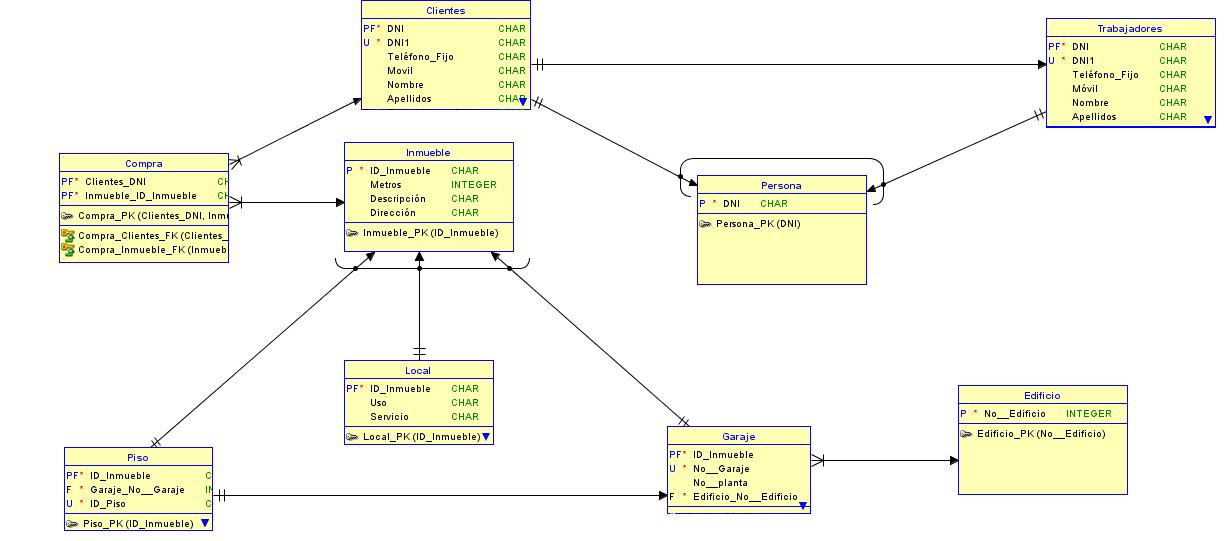 Clientes
PF* DNI CHAR
U * DNI1 CHAR
Teléfono_Fijo CHAR
Movil CHAR
Nombre CHAR
Apellidos CHAR
Trabajadores
PF* DNI CHAR
U * DNI1 CHAR
Teléfono_Fijo CHAR
Móvil CHAR
Nombre CHAR
Apellidos CHAR
Compra
PF* Clientes_DNI CH
PF* Inmueble_ID_Inmueble CH
Compra_PK (Clientes_DNI, Inmu
Compra_Clientes_FK (Clientes_
Compra_Inmueble_FK (Inmueb
Inmueble
P * ID_Inmueble CHAR
Metros INTEGER
Descripción CHAR
Dirección CHAR
Inmueble_PK (ID_Inmueble)
Persona
P * DNI CHAR
Persona_PK (DNI)
Local
PF* ID_Inmueble CHAR
Uso CHAR
Servicio CHAR
Local_PK (ID_Inmueble)
Edificio
P * No__Edificio INTEGER
Edificio_PK (No__Edificio)
Garaje
PF* ID_Inmueble
U * No__Garaje
No__planta
F * Edificio_No__Edificio
Piso
PF* ID_Inmueble C
F * Garaje_No__Garaje IN
U * ID_Piso C
Piso_PK (ID_Inmueble)